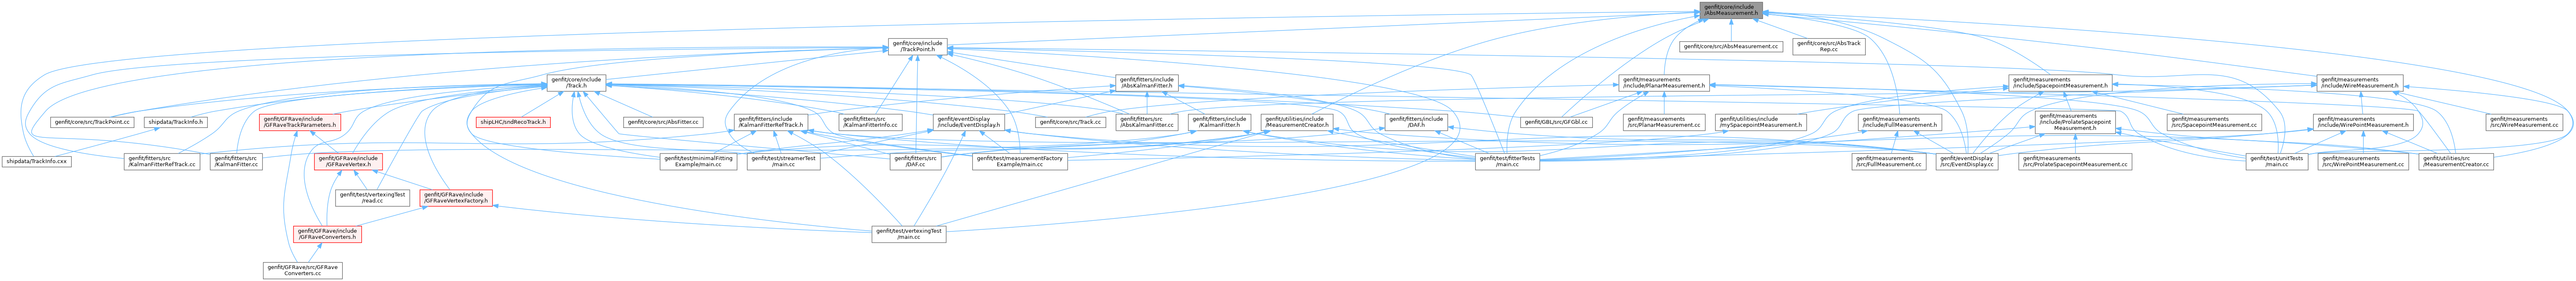 genfit/core/include
/AbsMeasurement.h
genfit/core/include
/TrackPoint.h
genfit/core/src/AbsMeasurement.cc
genfit/core/src/AbsTrack
Rep.cc
genfit/core/include
/Track.h
genfit/fitters/include
/AbsKalmanFitter.h
genfit/measurements
/include/PlanarMeasurement.h
genfit/measurements
/include/SpacepointMeasurement.h
genfit/measurements
/include/WireMeasurement.h
genfit/core/src/TrackPoint.cc
shipdata/TrackInfo.h
genfit/GFRave/include
/GFRaveTrackParameters.h
shipLHC/sndRecoTrack.h
genfit/core/src/AbsFitter.cc
genfit/fitters/include
/KalmanFitterRefTrack.h
genfit/fitters/src
/KalmanFitterInfo.cc
genfit/eventDisplay
/include/EventDisplay.h
genfit/core/src/Track.cc
genfit/fitters/src
/AbsKalmanFitter.cc
genfit/fitters/include
/KalmanFitter.h
genfit/utilities/include
/MeasurementCreator.h
genfit/fitters/include
/DAF.h
genfit/GBL/src/GFGbl.cc
genfit/measurements
/src/PlanarMeasurement.cc
genfit/utilities/include
/mySpacepointMeasurement.h
genfit/measurements
/include/FullMeasurement.h
genfit/measurements
/include/ProlateSpacepoint
Measurement.h
genfit/measurements
/src/SpacepointMeasurement.cc
genfit/measurements
/include/WirePointMeasurement.h
genfit/measurements
/src/WireMeasurement.cc
shipdata/TrackInfo.cxx
genfit/fitters/src
/KalmanFitterRefTrack.cc
genfit/fitters/src
/KalmanFitter.cc
genfit/GFRave/include
/GFRaveVertex.h
genfit/test/minimalFitting
Example/main.cc
genfit/test/streamerTest
/main.cc
genfit/fitters/src
/DAF.cc
genfit/test/measurementFactory
Example/main.cc
genfit/test/fitterTests
/main.cc
genfit/measurements
/src/FullMeasurement.cc
genfit/eventDisplay
/src/EventDisplay.cc
genfit/measurements
/src/ProlateSpacepointMeasurement.cc
genfit/test/unitTests
/main.cc
genfit/measurements
/src/WirePointMeasurement.cc
genfit/utilities/src
/MeasurementCreator.cc
genfit/test/vertexingTest
/read.cc
genfit/GFRave/include
/GFRaveVertexFactory.h
genfit/GFRave/include
/GFRaveConverters.h
genfit/test/vertexingTest
/main.cc
genfit/GFRave/src/GFRave
Converters.cc